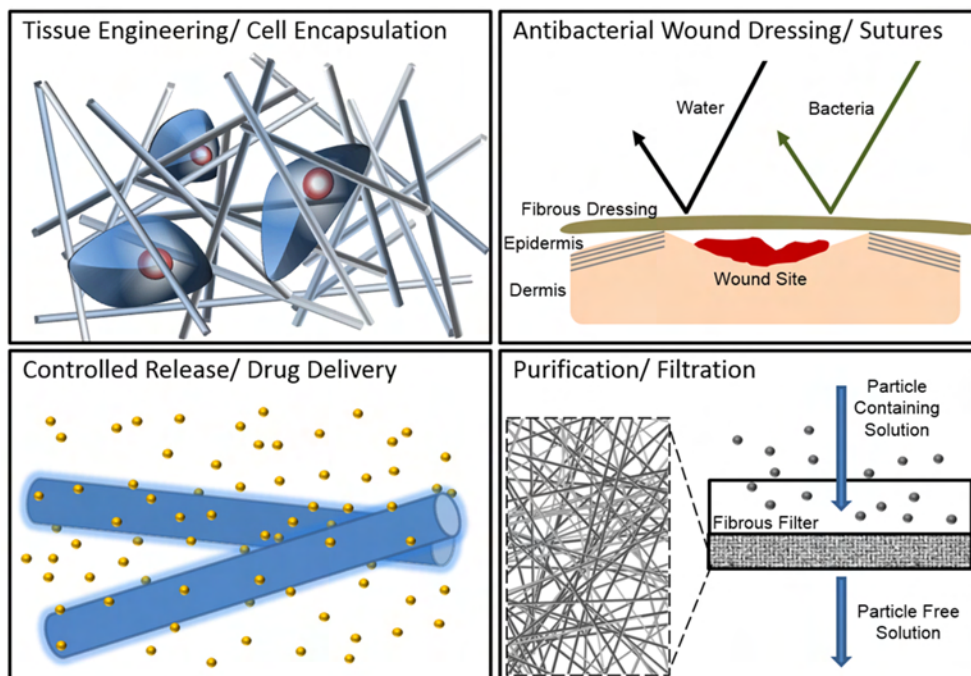 Tissue Engineering/ Cell Encapsulation
Antibacterial Wound Dressing/ Sutures
Water
Bacteria
Fibrous Dressing
Epidermis
Wound Site
Dermis
Controlled Release/ Drug Delivery
Purification/ Filtration
Particle
Containing
Solution
Fibrous Filter
Particle Free
Solution